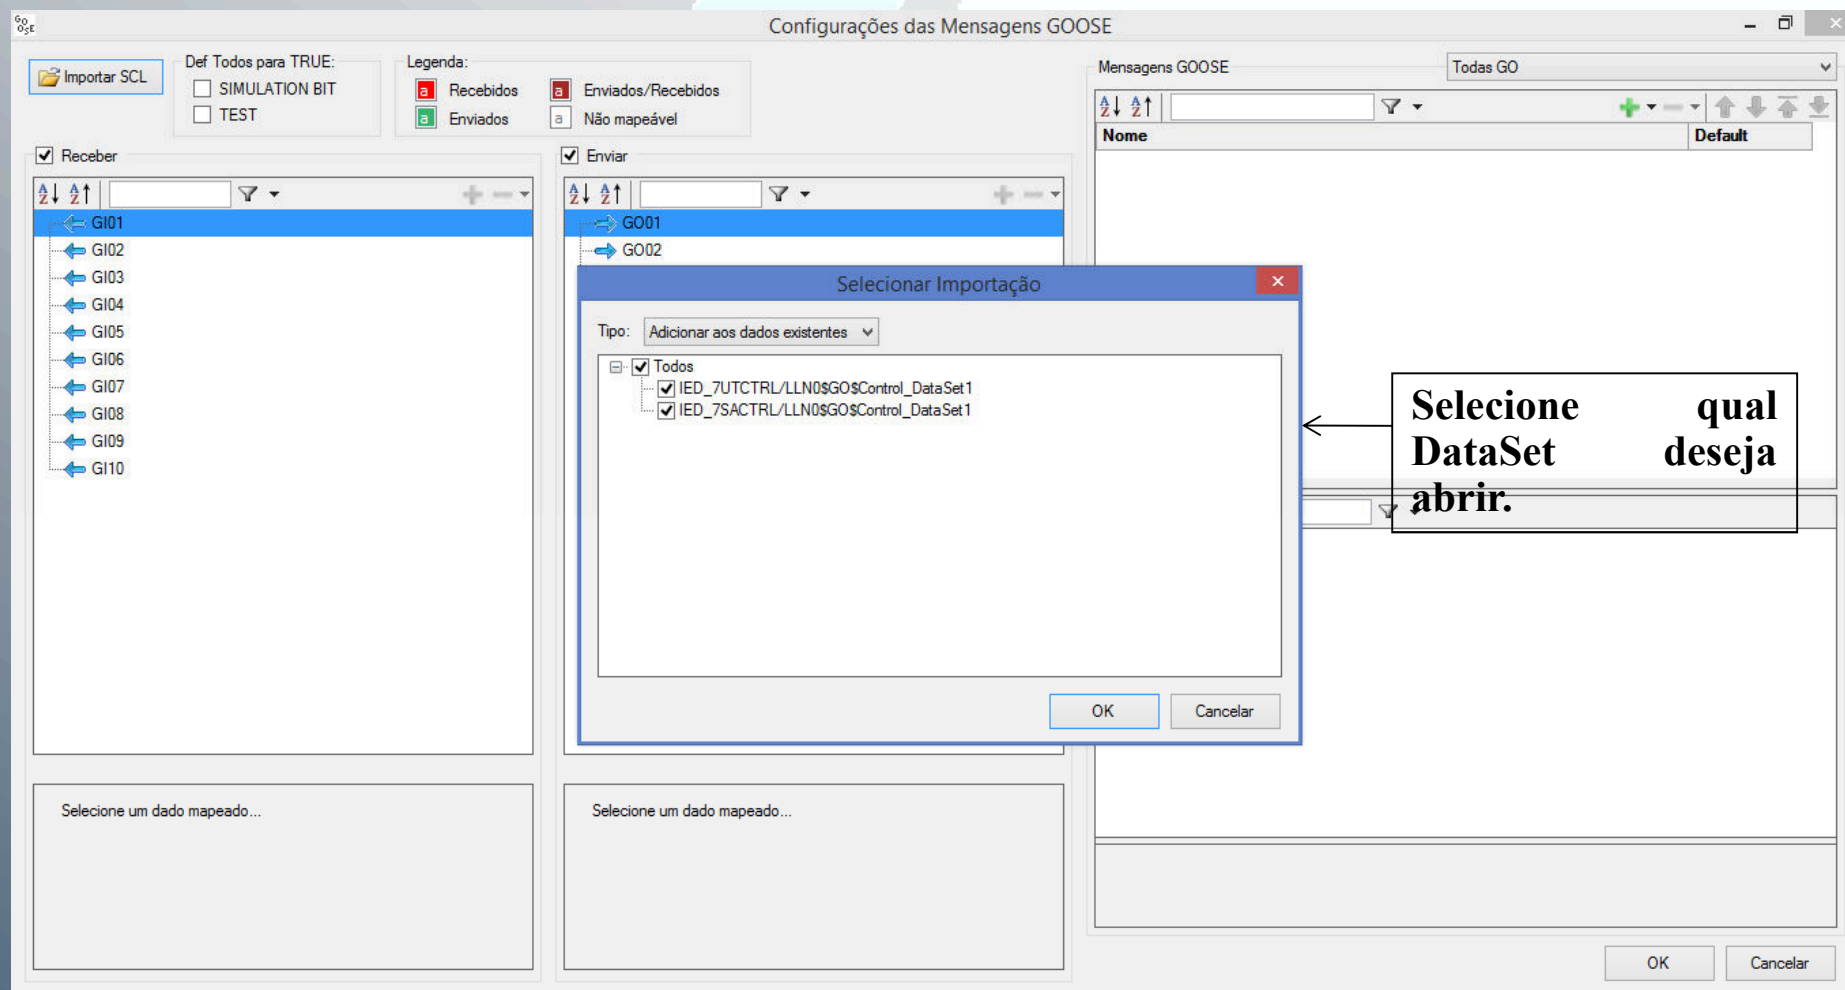 GO
OSE
Configurações das Mensagens GOOSE
Importar SCL
Def Todos para TRUE:
SIMULATION BIT
TEST
Legenda:
a Recebidos
a Enviados/Recebidos
a Enviados
a Não mapeável
Mensagens GOOSE
Todas GO
Nome
Default
Receber
GI01
GI02
GI03
GI04
GI05
GI06
GI07
GI08
GI09
GI10
Enviar
GO01
GO02
Selecionar Importação
Tipo: Adicionar aos dados existentes
Todos
IED_7UTCTRL/LLN0$GO$Control_DataSet1
IED_7SACTRL/LLN0$GO$Control_DataSet1
OK
Cancelar
Selecione qual
DataSet deseja
abrir.
Selecione um dado mapeado...
Selecione um dado mapeado...
OK
Cancelar